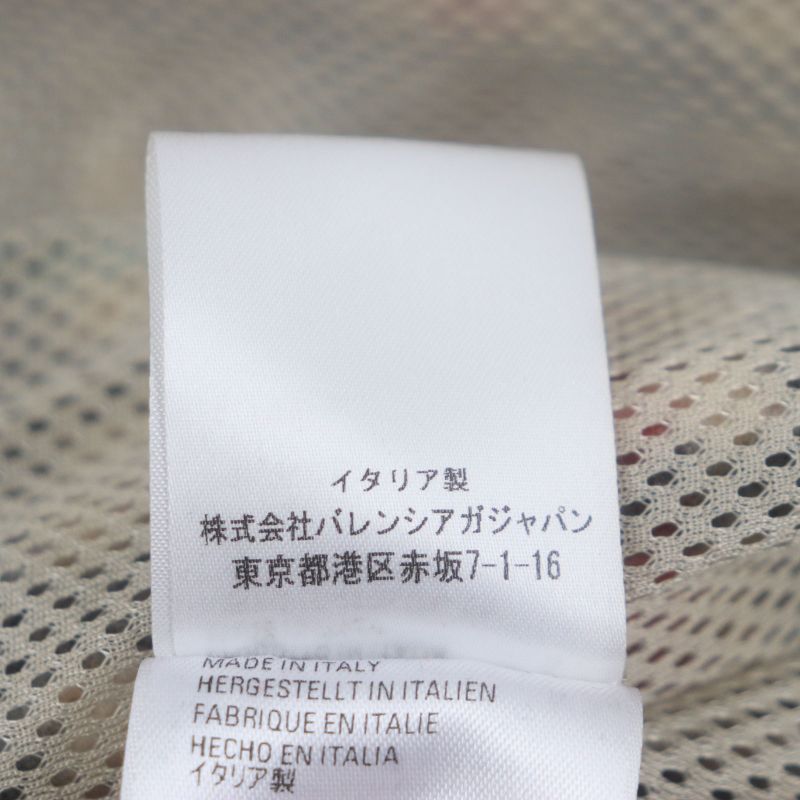 イタリア製
株式会社バレンシアガジャパン
東京都港区赤坂7-1-16
MADE IN ITALY
HERGESTELLT IN ITALIEN
FABRIQUE EN ITALIE
HECHO EN ITALIA
イタリア製